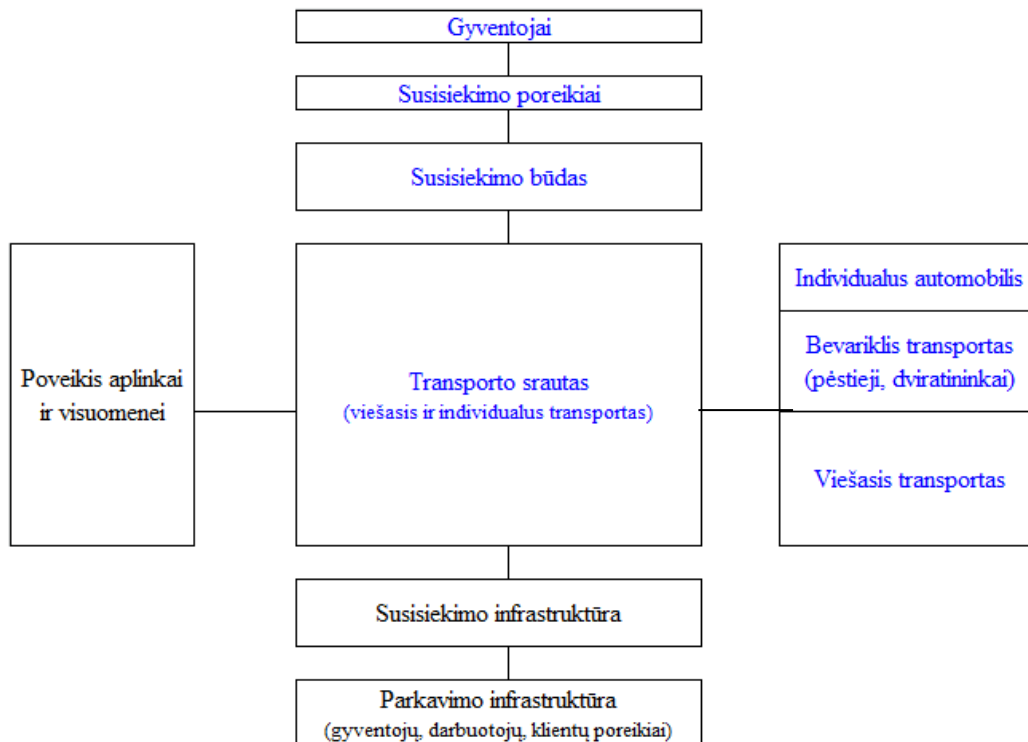 Gyventojai
Susisiekimo poreikiai
Susisiekimo būdas
Poveikis aplinkai
ir visuomenei
Transporto srautas
(viešasis ir individualus transportas)
Individualus automobilis
Bevariklis transportas
(pėstieji, dviratininkai)
Viešasis transportas
Susisiekimo infrastruktūra
Parkavimo infrastruktūra
(gyventojų, darbuotojų, klientų poreikiai)